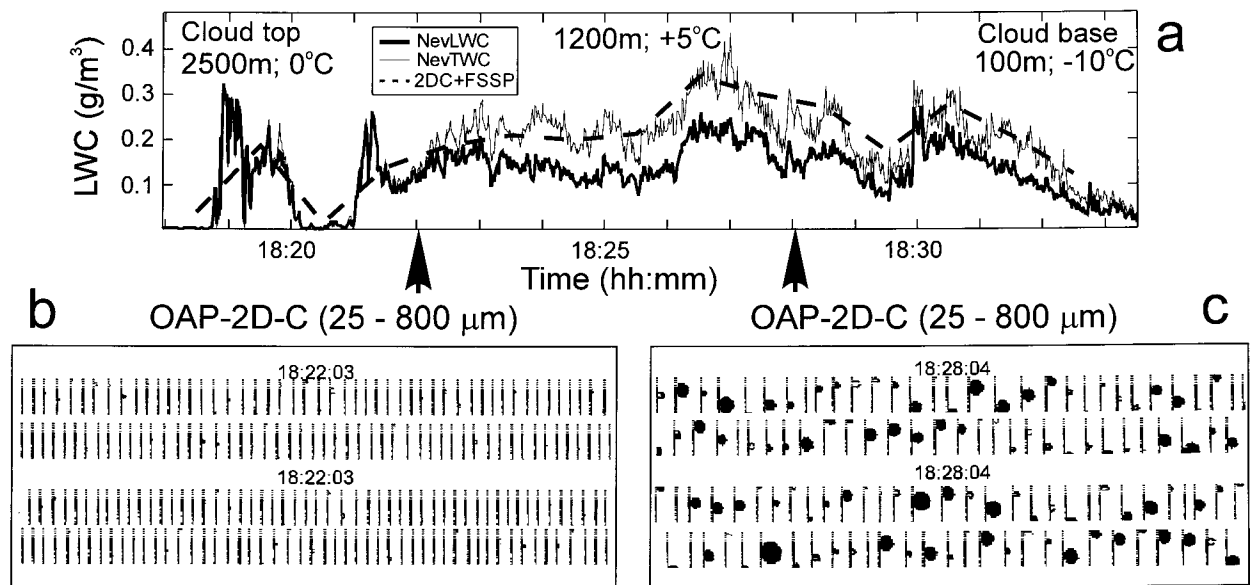 a
Cloud top
2500m; 0°C
NevLWC
NevTWC
2DC+FSSP
1200m; +5°C
Cloud base
100m; -10°C
LWC (g/m³)
0.4
0.3
0.2
0.1
18:20
18:25
18:30
Time (hh:mm)
b
OAP-2D-C (25 - 800 μm)
18:22:03
18:22:03
OAP-2D-C (25 - 800 μm)
c
18:28:04
18:28:04